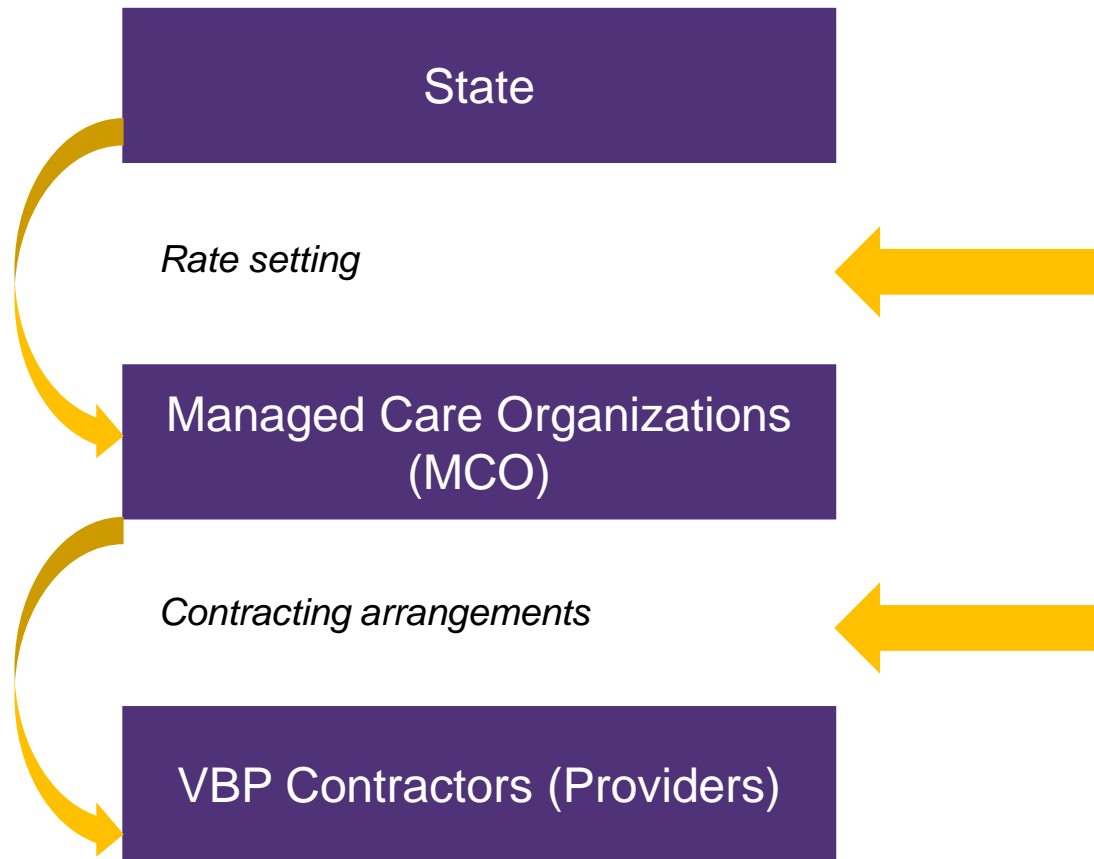 State
Rate setting
Managed Care Organizations
(MCO)
Contracting arrangements
VBP Contractors (Providers)